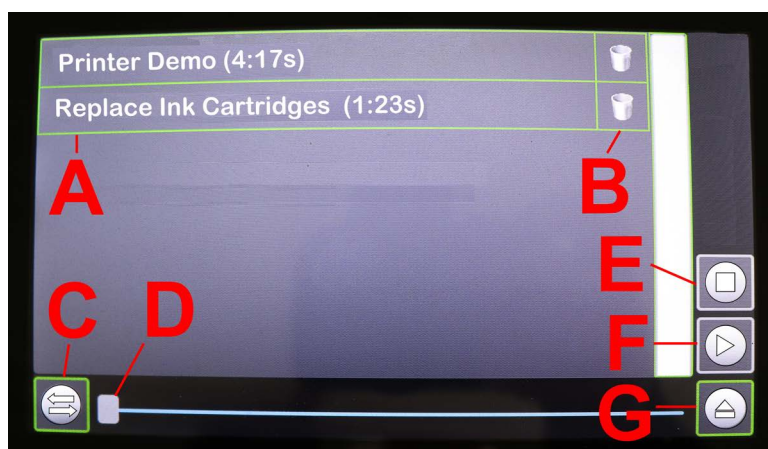 Printer Demo (4:17s)
Replace Ink Cartridges (1:23s)
A
B
E
C
D
F
G